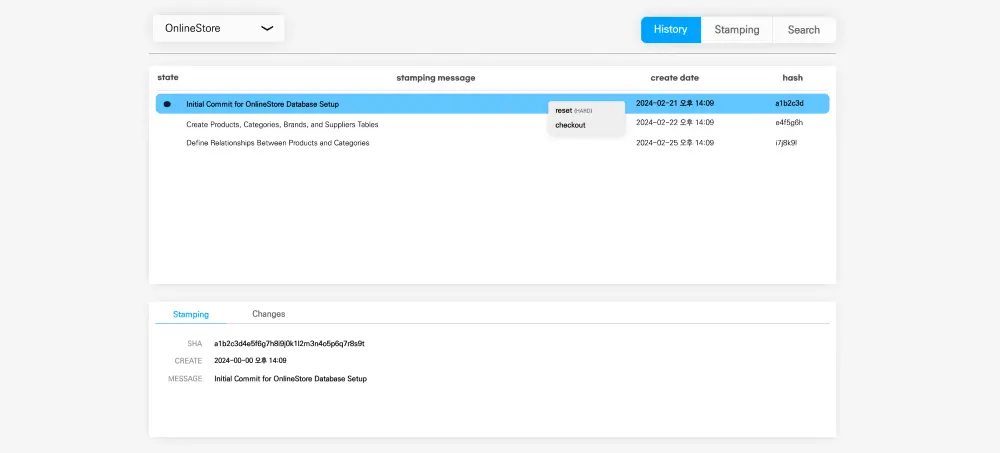 OnlineStore
History Stamping Search
state stamping message create date hash
Initial Commit for OnlineStore Database Setup 2024-02-21 오후 14:09 a1b2c3d
reset (HARD)
checkout
Create Products, Categories, Brands, and Suppliers Tables 2024-02-22 오후 14:09 e4f5g6h
Define Relationships Between Products and Categories 2024-02-25 오후 14:09 i7j8k9l
Stamping Changes
SHA a1b2c3d4e5f6g7h8i9j0k1l2m3n4o5p6q7r8s9t
CREATE 2024-00-00 오후 14:09
MESSAGE Initial Commit for OnlineStore Database Setup